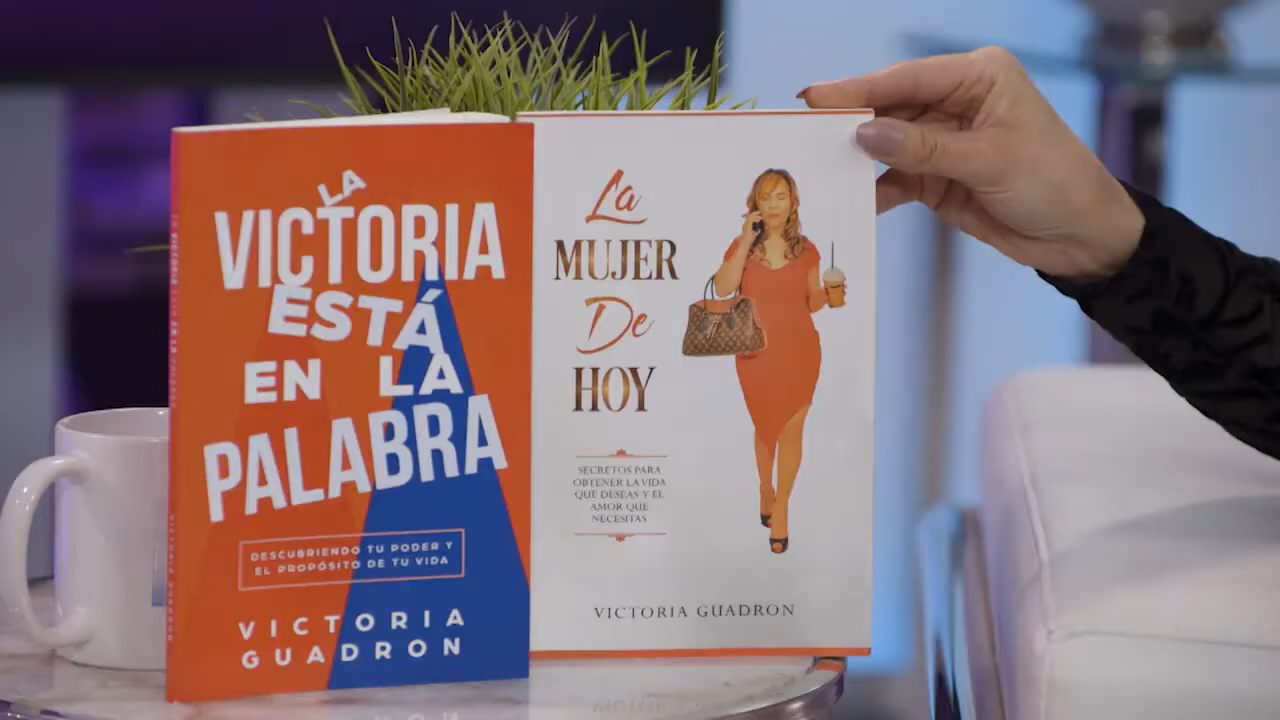 LA
VICTORIA
ESTÁ
EN LA
PALABRA
DESCUBRIENDO TU PODER Y
EL PROPÓSITO DE TU VIDA
VICTORIA
GUADRON
La
MUJER
De
HOY
SECRETOS PARA
OBTENER LA VIDA
QUE DESEAS Y EL
AMOR QUE
NECESITAS
VICTORIA GUADRON